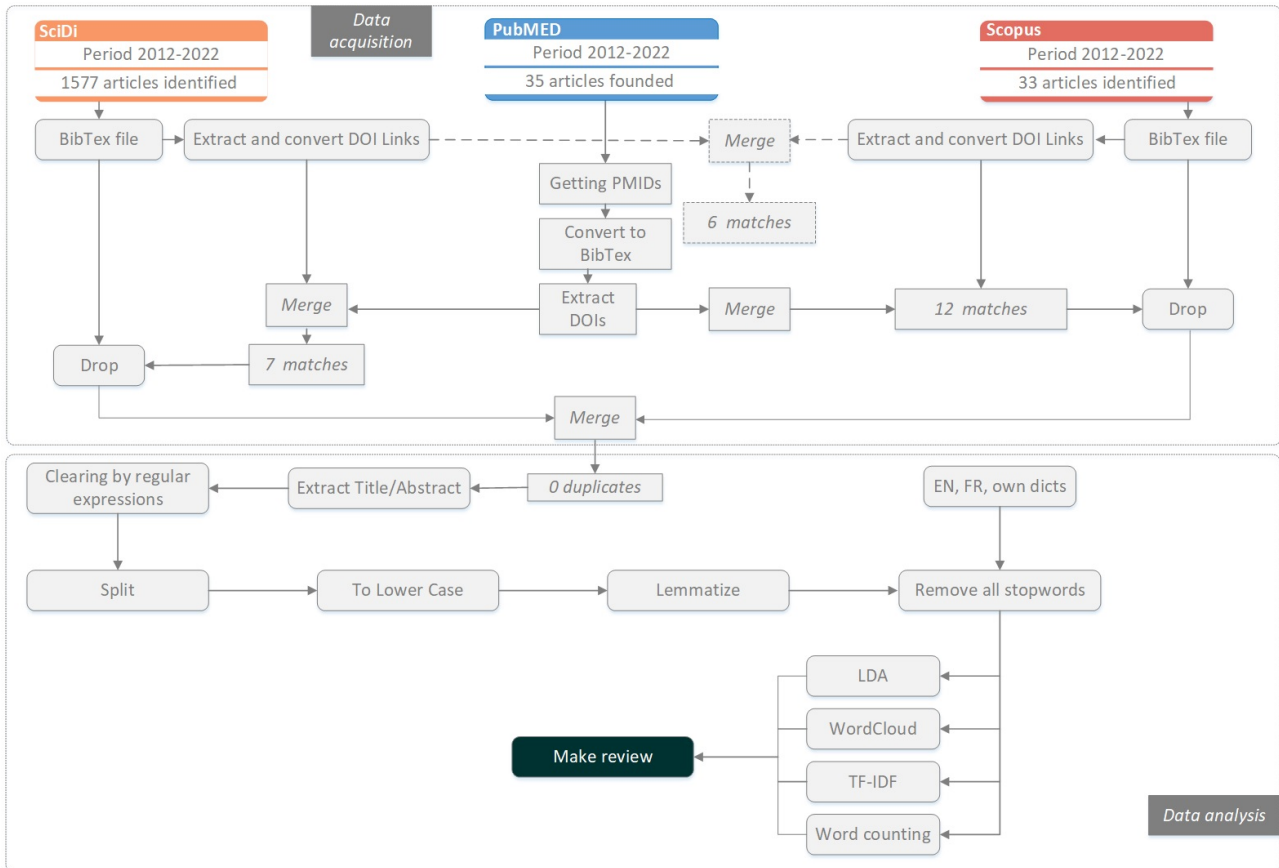 SciDi
Period 2012-2022
1577 articles identified
Data
acquisition
PubMED
Period 2012-2022
35 articles founded
Scopus
Period 2012-2022
33 articles identified
BibTex file
Extract and convert DOI Links
Merge
Extract and convert DOI Links
BibTex file
Getting PMIDs
6 matches
Convert to
BibTex
Merge
Extract
DOIs
Merge
12 matches
Drop
Drop
7 matches
Merge
Clearing by regular
expressions
Extract Title/Abstract
0 duplicates
EN, FR, own dicts
Split
To Lower Case
Lemmatize
Remove all stopwords
LDA
WordCloud
Make review
TF-IDF
Word counting
Data analysis